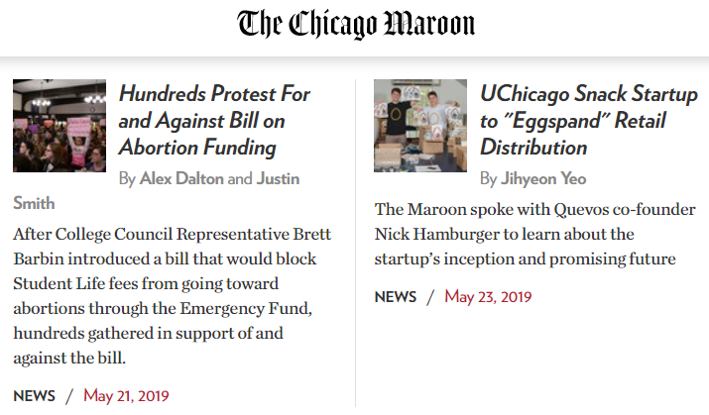 The Chicago Maroon
Hundreds Protest For
and Against Bill on
Abortion Funding
By Alex Dalton and Justin
Smith
After College Council Representative Brett
Barbin introduced a bill that would block
Student Life fees from going toward
abortions through the Emergency Fund,
hundreds gathered in support of and
against the bill.
NEWS / May 21, 2019
UChicago Snack Startup
to "Eggspand" Retail
Distribution
By Jihyeon Yeo
The Maroon spoke with Quevos co-founder
Nick Hamburger to learn about the
startup's inception and promising future
NEWS / May 23, 2019